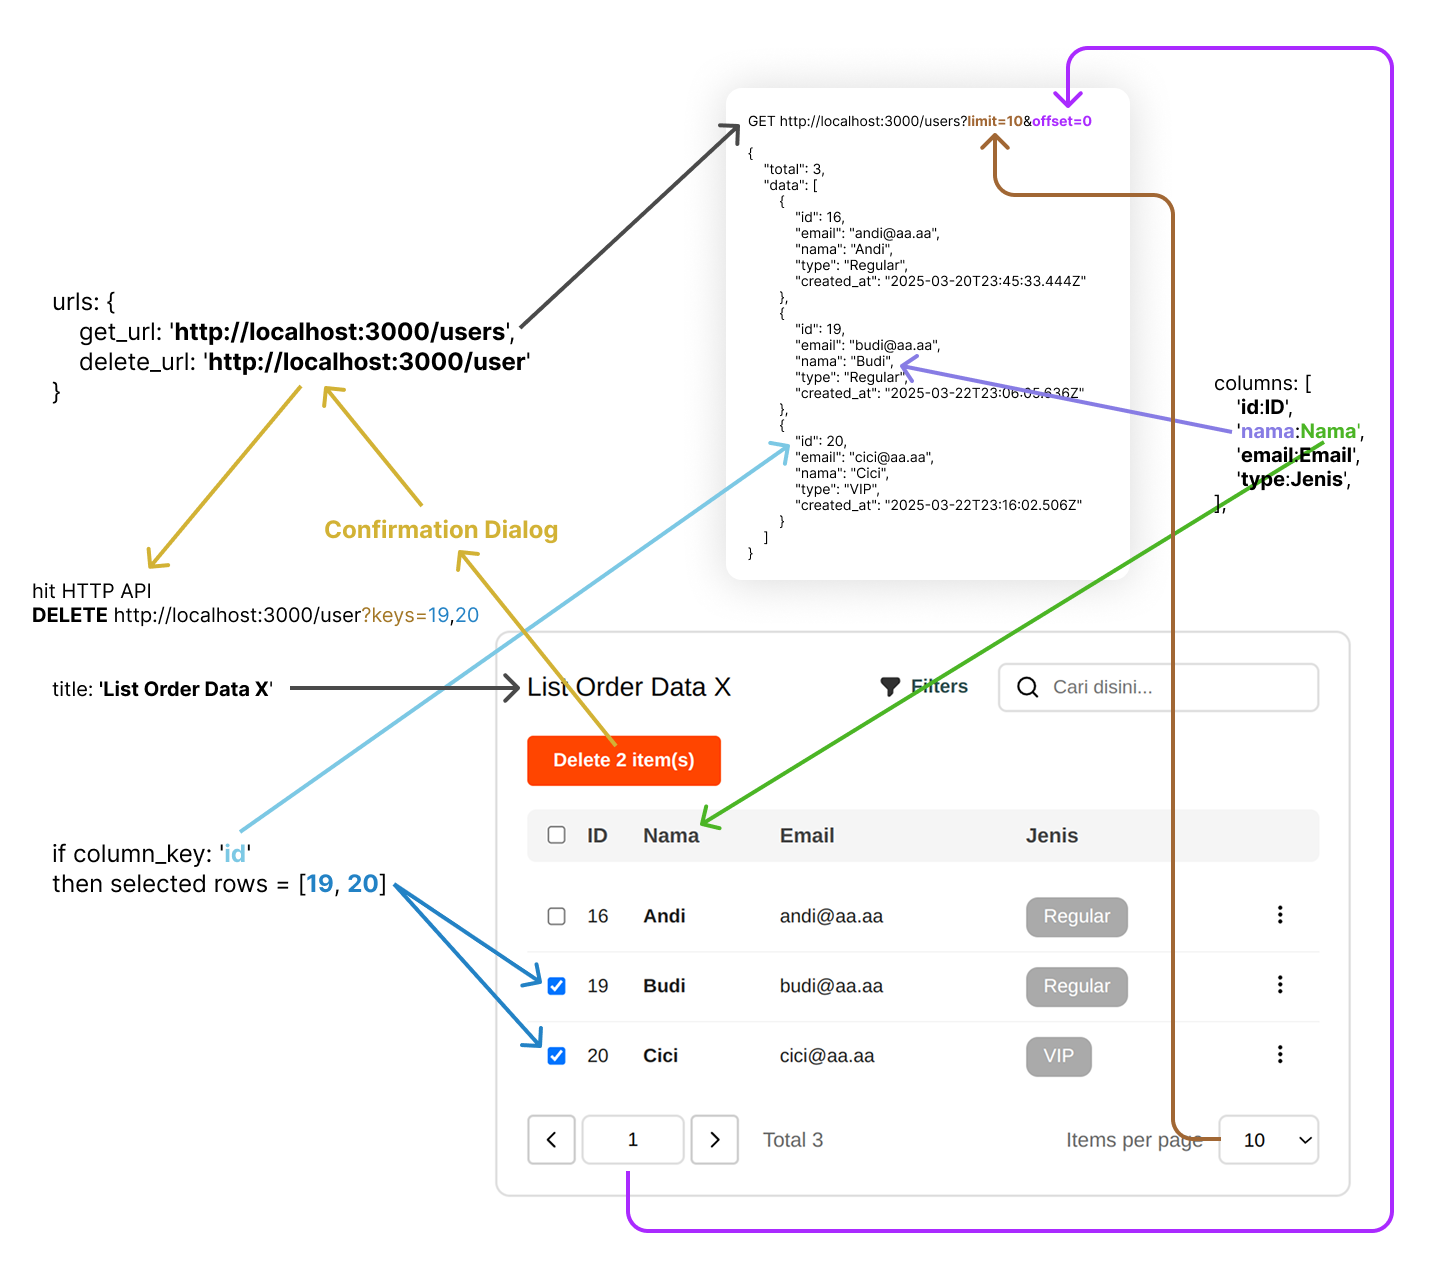 GET http://localhost:3000/users?limit=10&offset=0
{
"total": 3,
"data": [
{
"id": 16,
"email": "andi@aa.aa",
"nama": "Andi",
"type": "Regular",
"created_at": "2025-03-20T23:45:33.444Z"
},
{
"id": 19,
"email": "budi@aa.aa",
"nama": "Budi",
"type": "Regular",
"created_at": "2025-03-22T23:06:05.636Z"
},
{
"id": 20,
"email": "cici@aa.aa",
"nama": "Cici",
"type": "VIP",
"created_at": "2025-03-22T23:16:02.506Z"
}
]
}
urls: {
get_url: 'http://localhost:3000/users',
delete_url: 'http://localhost:3000/user'
}
columns: [
'id:ID',
'nama:Nama',
'email:Email',
'type:Jenis',
],
Confirmation Dialog
hit HTTP API
DELETE http://localhost:3000/user?keys=19,20
title: 'List Order Data X'
if column_key: 'id'
then selected rows = [19, 20]
List Order Data X
Filters
Cari disini...
Delete 2 item(s)
ID Nama Email Jenis
16 Andi andi@aa.aa Regular
19 Budi budi@aa.aa Regular
20 Cici cici@aa.aa VIP
1 Total 3 Items per page 10